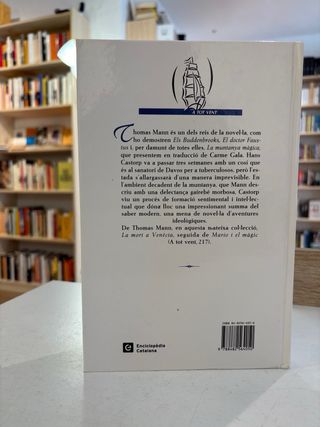 A TOT VENT
Thomas Mann és un dels reis de la novel·la, com
ho demostren Els Buddenbrooks, El doctor Faus-
tus i, per damunt de totes elles, La muntanya màgica,
que presentem en traducció de Carme Gala. Hans
Castorp va a passar tres setmanes amb un cosí que
és al sanatori de Davos per a tuberculosos, però l'es-
tada s'allargassarà d'una manera imprevisible. En
l'ambient decadent de la muntanya, que Mann des-
criu amb una delectança gairebé morbosa, Castorp
viu un procés de formació sentimental i intel·lec-
tual que dóna lloc una impressionant summa del
saber modern, una mena de novel·la d'aventures
ideològiques.
De Thomas Mann, en aquesta mateixa col·lecció,
La mort a Venècia, seguida de Mario i el màgic
(A tot vent, 217).
Enciclopèdia
Catalana